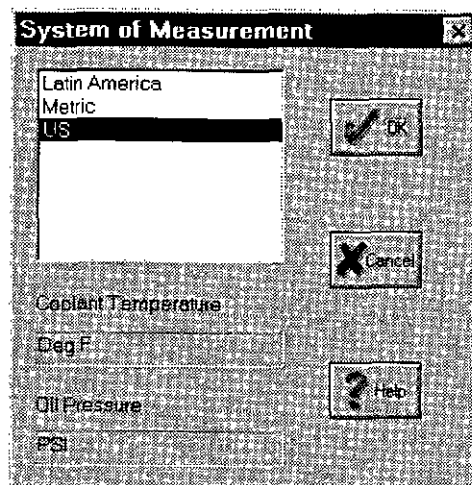 System of Measurement
Latin America
Metric
US
OK
Cancel
Coolant Temperature
Deg F
Help
Oil Pressure
PSI